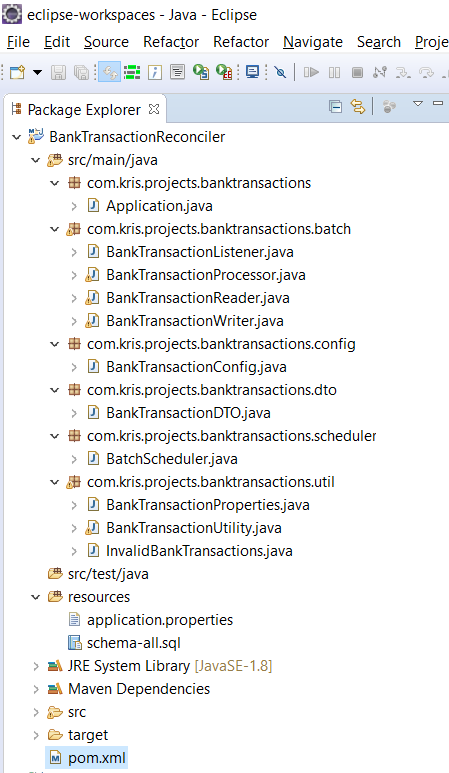 eclipse-workspaces - Java - Eclipse
File Edit Source Refactor Refactor Navigate Search Proje
Package Explorer
BankTransactionReconciler
src/main/java
com.kris.projects.banktransactions
Application.java
com.kris.projects.banktransactions.batch
BankTransactionListener.java
BankTransactionProcessor.java
BankTransactionReader.java
BankTransactionWriter.java
com.kris.projects.banktransactions.config
BankTransactionConfig.java
com.kris.projects.banktransactions.dto
BankTransactionDTO.java
com.kris.projects.banktransactions.scheduler
BatchScheduler.java
com.kris.projects.banktransactions.util
BankTransactionProperties.java
BankTransactionUtility.java
InvalidBankTransactions.java
src/test/java
resources
application.properties
schema-all.sql
JRE System Library [JavaSE-1.8]
Maven Dependencies
src
target
pom.xml